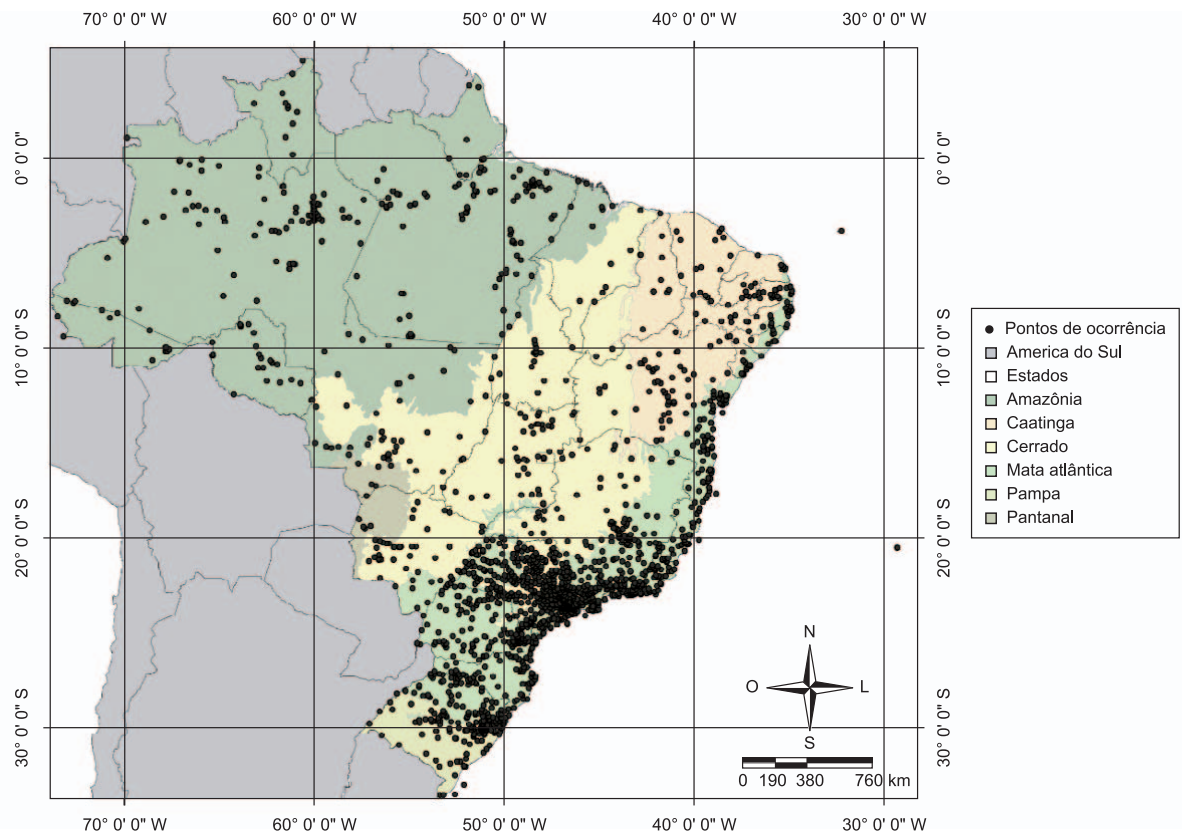 70° 0' 0" W 60° 0' 0" W 50° 0' 0" W 40° 0' 0" W 30° 0' 0" W
0° 0' 0" 0° 0' 0"
10° 0' 0" S 10° 0' 0" S
20° 0' 0" S 20° 0' 0" S
30° 0' 0" S 30° 0' 0" S
Pontos de ocorrência
America do Sul
Estados
Amazônia
Caatinga
Cerrado
Mata atlântica
Pampa
Pantanal
N
O L
S
0 190 380 760 km
70° 0' 0" W 60° 0' 0" W 50° 0' 0" W 40° 0' 0" W 30° 0' 0" W